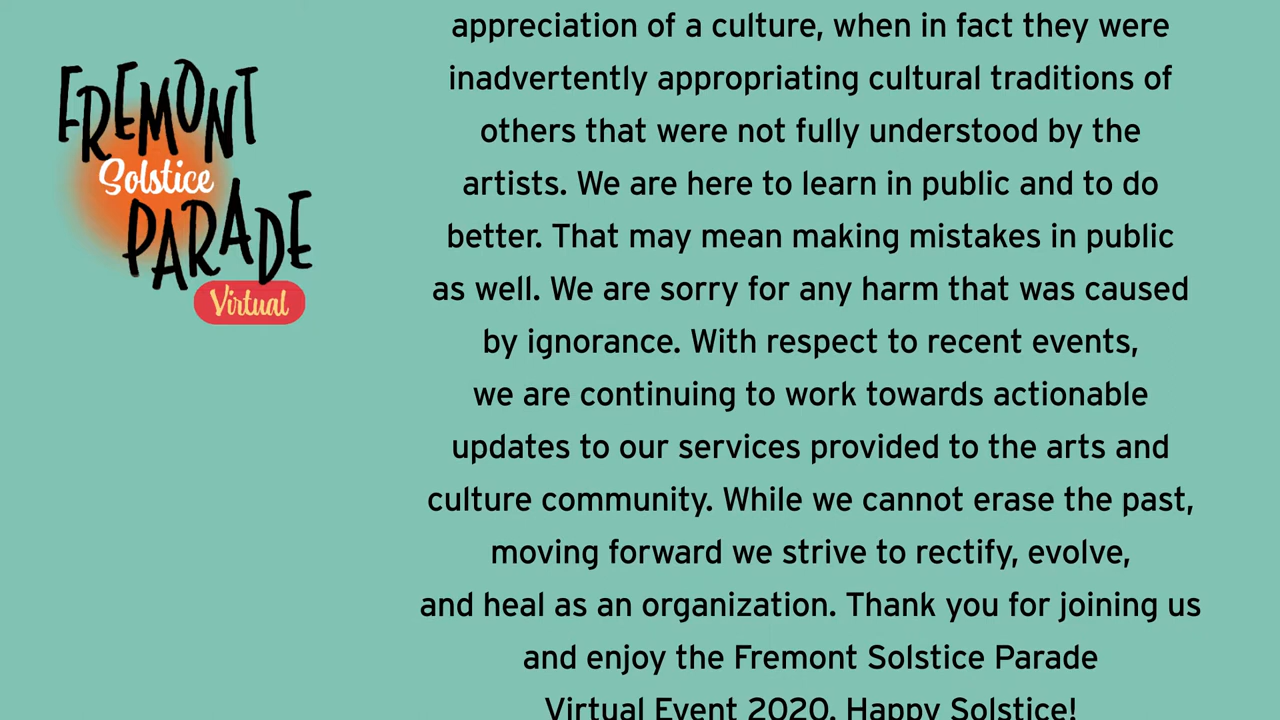 FREMONT
Solstice
PARADE
Virtual
appreciation of a culture, when in fact they were
inadvertently appropriating cultural traditions of
others that were not fully understood by the
artists. We are here to learn in public and to do
better. That may mean making mistakes in public
as well. We are sorry for any harm that was caused
by ignorance. With respect to recent events,
we are continuing to work towards actionable
updates to our services provided to the arts and
culture community. While we cannot erase the past,
moving forward we strive to rectify, evolve,
and heal as an organization. Thank you for joining us
and enjoy the Fremont Solstice Parade
Virtual Event 2020. Happy Solstice!